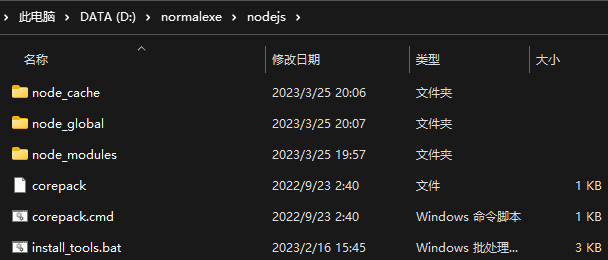 此电脑 DATA (D:) normalexe nodejs
名称 修改日期 类型 大小
node_cache 2023/3/25 20:06 文件夹
node_global 2023/3/25 20:07 文件夹
node_modules 2023/3/25 19:57 文件夹
corepack 2022/9/23 2:40 文件 1 KB
corepack.cmd 2022/9/23 2:40 Windows 命令脚本 1 KB
install_tools.bat 2023/2/16 15:45 Windows 批处理... 3 KB